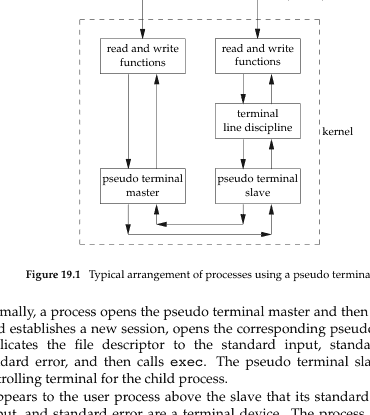 read and write
functions
read and write
functions
terminal
line discipline
kernel
pseudo terminal
master
pseudo terminal
slave
Figure 19.1 Typical arrangement of processes using a pseudo termina
mally, a process opens the pseudo terminal master and then
d establishes a new session, opens the corresponding pseudo
licates the file descriptor to the standard input, standa
dard error, and then calls exec. The pseudo terminal sla
trolling terminal for the child process.
ppears to the user process above the slave that its standard
put, and standard error are a terminal device. The process